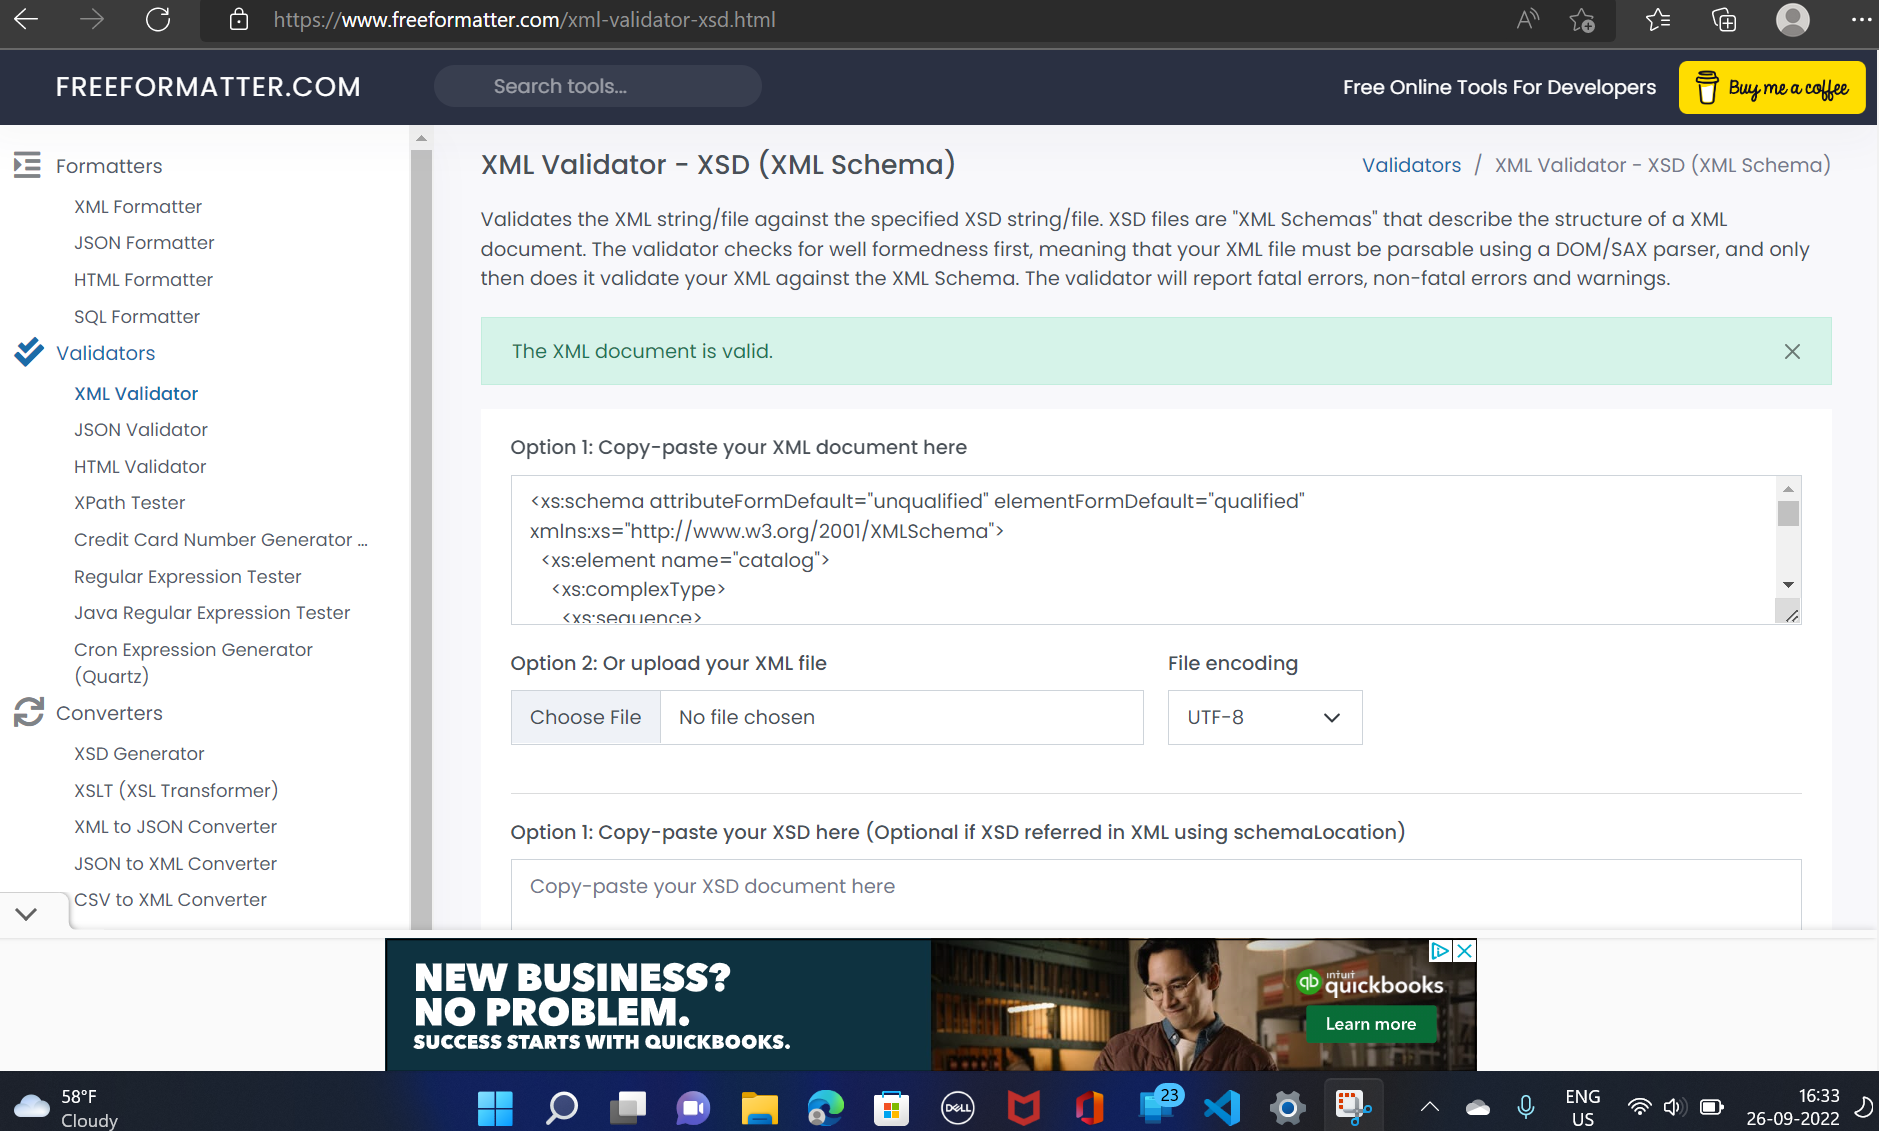 https://www.freeformatter.com/xml-validator-xsd.html
FREEFORMATTER.COM
Search tools...
Free Online Tools For Developers
Buy me a coffee
Formatters
XML Formatter
JSON Formatter
HTML Formatter
SQL Formatter
Validators
XML Validator
JSON Validator
HTML Validator
XPath Tester
Credit Card Number Generator ...
Regular Expression Tester
Java Regular Expression Tester
Cron Expression Generator
(Quartz)
Converters
XSD Generator
XSLT (XSL Transformer)
XML to JSON Converter
JSON to XML Converter
CSV to XML Converter
XML Validator - XSD (XML Schema)
Validators / XML Validator - XSD (XML Schema)
Validates the XML string/file against the specified XSD string/file. XSD files are "XML Schemas" that describe the structure of a XML
document. The validator checks for well formedness first, meaning that your XML file must be parsable using a DOM/SAX parser, and only
then does it validate your XML against the XML Schema. The validator will report fatal errors, non-fatal errors and warnings.
The XML document is valid.
Option 1: Copy-paste your XML document here
<xs:schema attributeFormDefault="unqualified" elementFormDefault="qualified"
xmlns:xs="http://www.w3.org/2001/XMLSchema">
<xs:element name="catalog">
<xs:complexType>
<xs:sequence>
Option 2: Or upload your XML file
File encoding
Choose File
No file chosen
UTF-8
Option 1: Copy-paste your XSD here (Optional if XSD referred in XML using schemaLocation)
Copy-paste your XSD document here
NEW BUSINESS?
NO PROBLEM.
SUCCESS STARTS WITH QUICKBOOKS.
qb
intuit
quickbooks
Learn more
58°F
Cloudy
DELL
23
ENG
US
16:33
26-09-2022